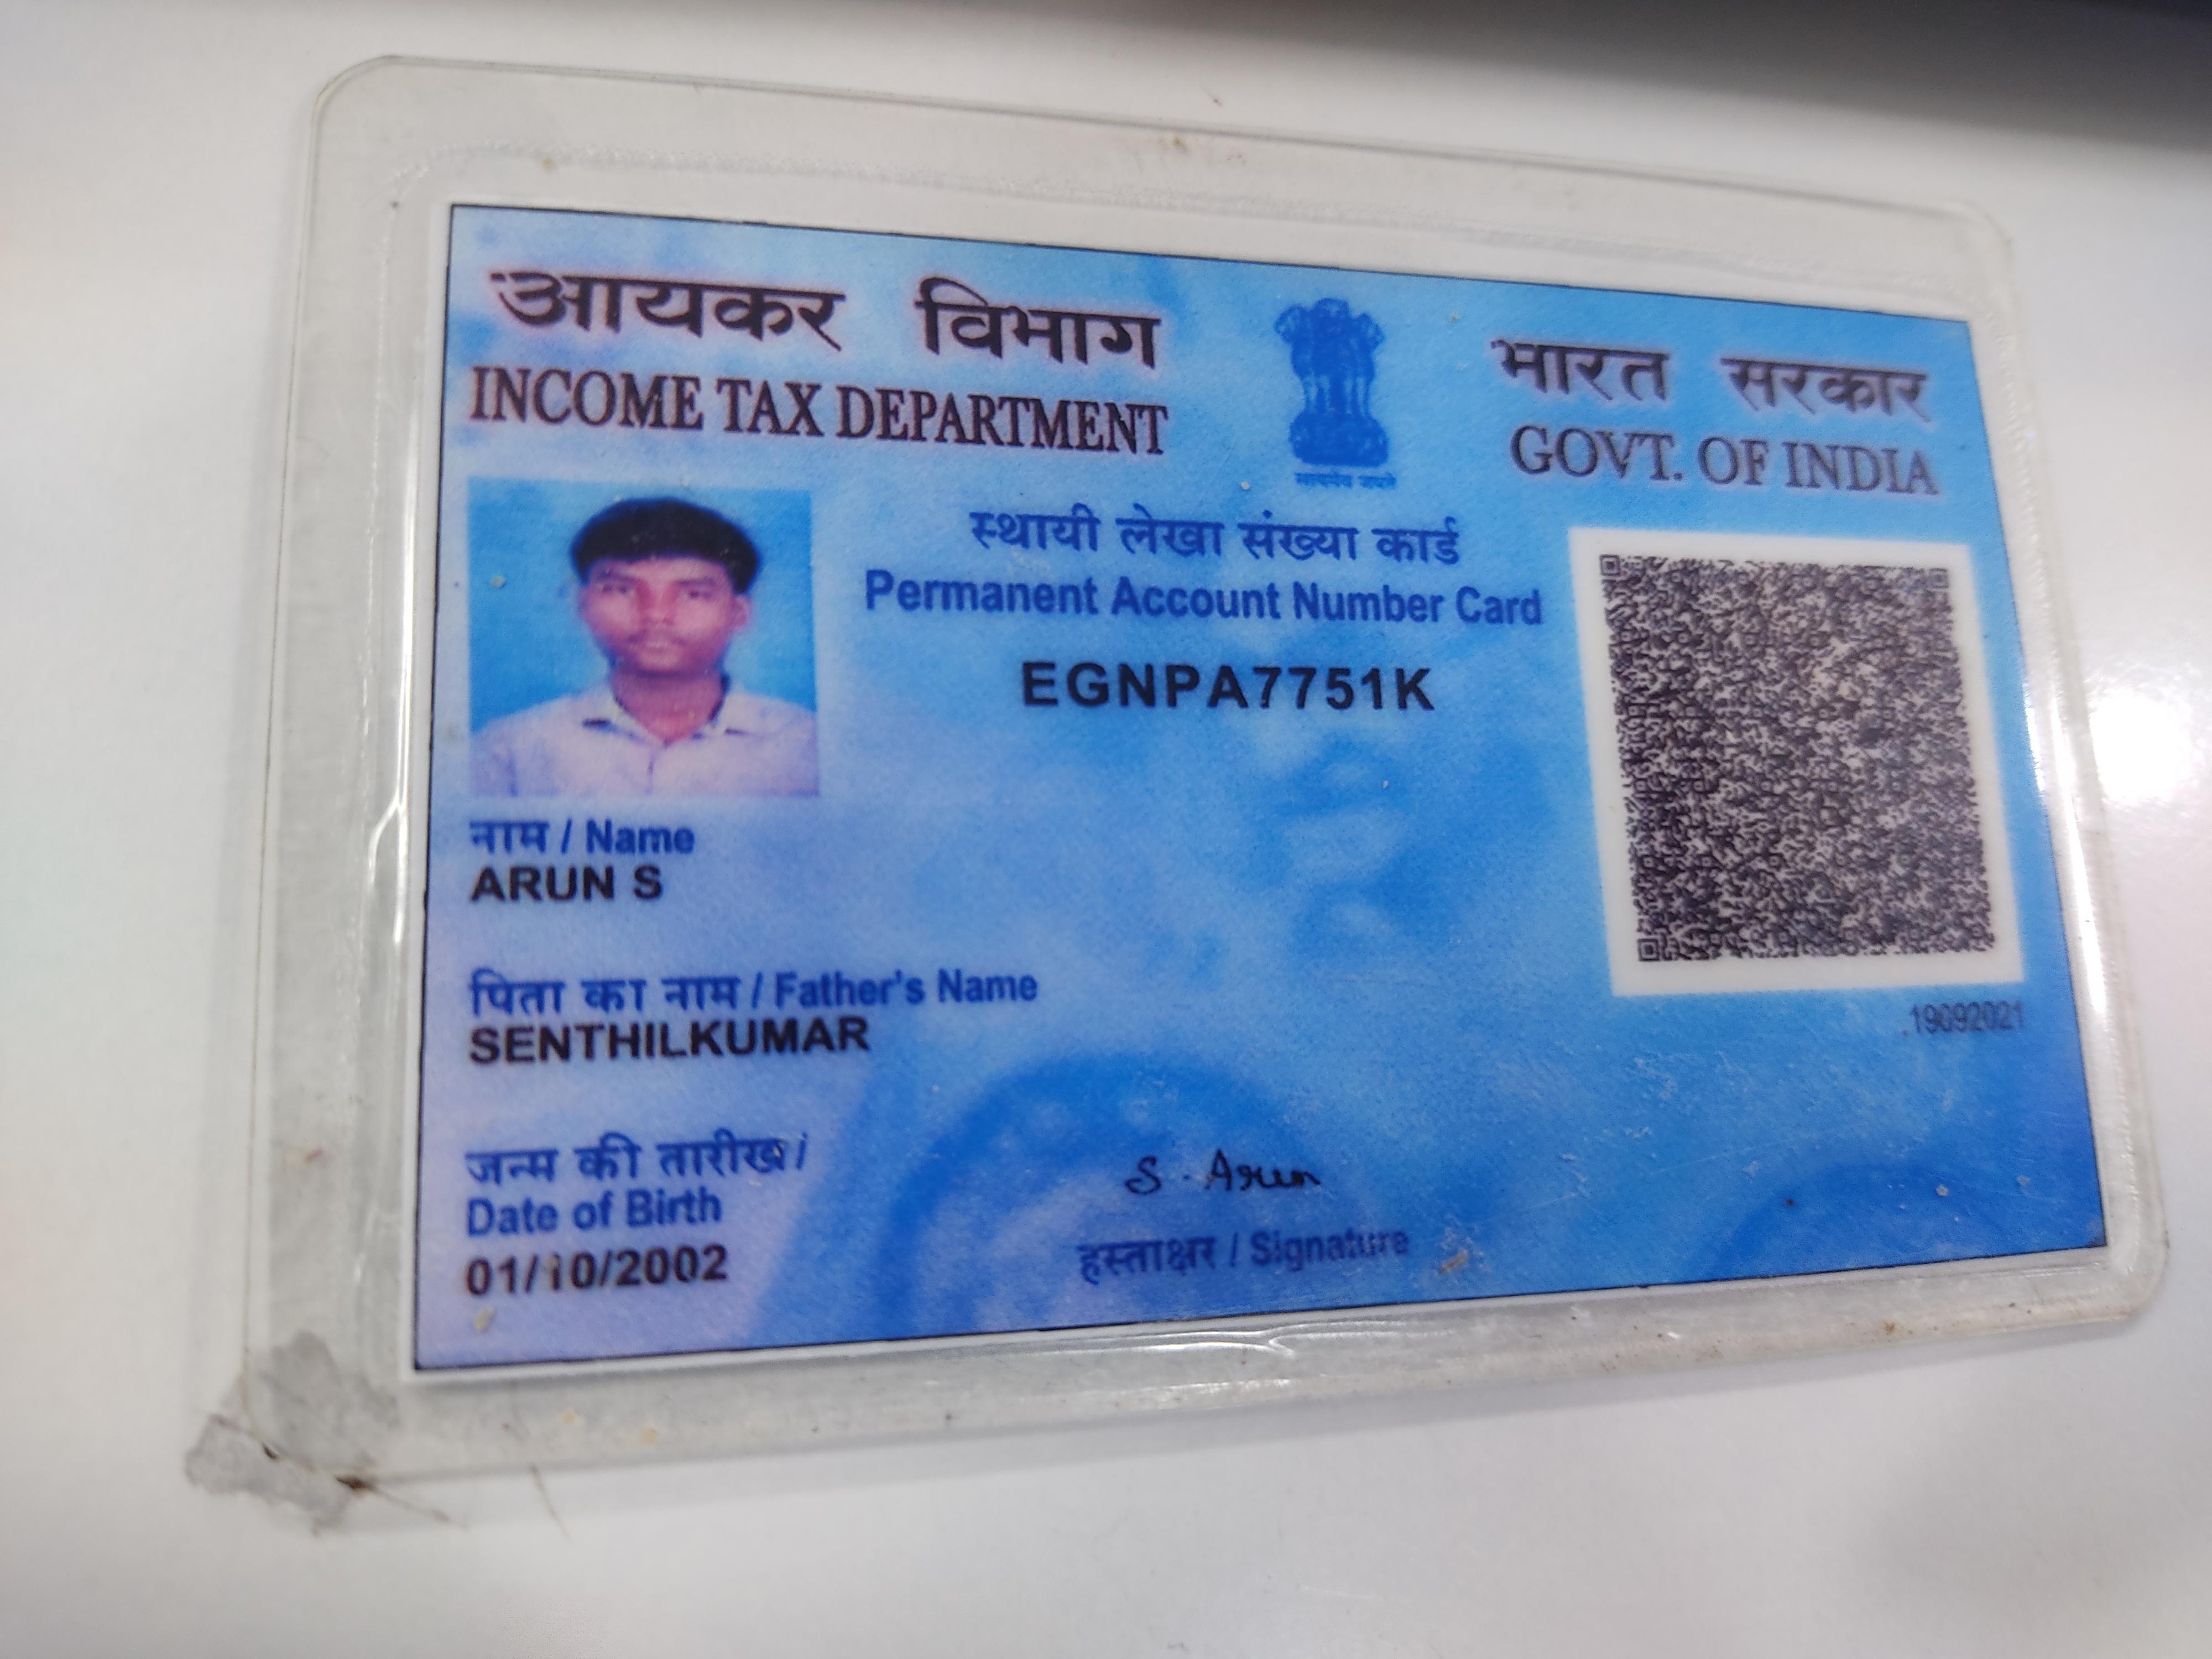 आयकर विभाग
INCOME TAX DEPARTMENT
भारत सरकार
GOVT. OF INDIA
सत्यमेव जयते
स्थायी लेखा संख्या कार्ड
Permanent Account Number Card
EGNPA7751K
नाम / Name
ARUN S
पिता का नाम / Father's Name
SENTHILKUMAR
जन्म की तारीख /
Date of Birth
01/10/2002
S. Arun
हस्ताक्षर / Signature
19092021